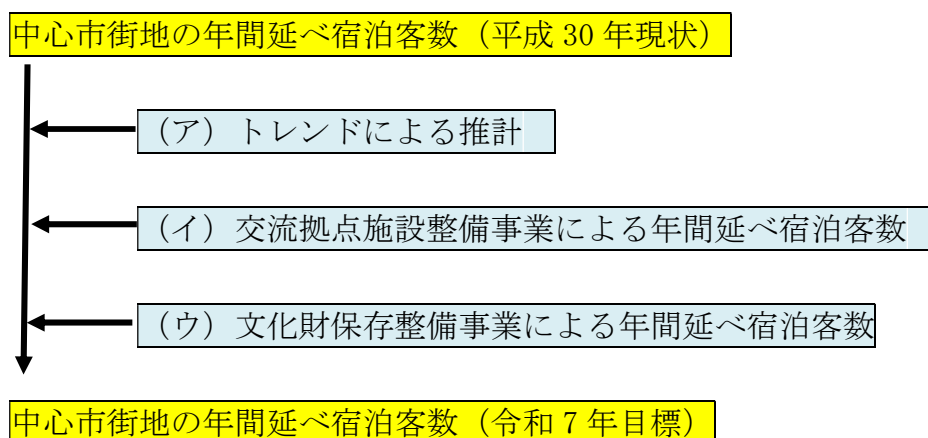 中心市街地の年間延べ宿泊客数（平成 30 年現状）
（ア）トレンドによる推計
（イ）交流拠点施設整備事業による年間延べ宿泊客数
（ウ）文化財保存整備事業による年間延べ宿泊客数
中心市街地の年間延べ宿泊客数（令和 7 年目標）